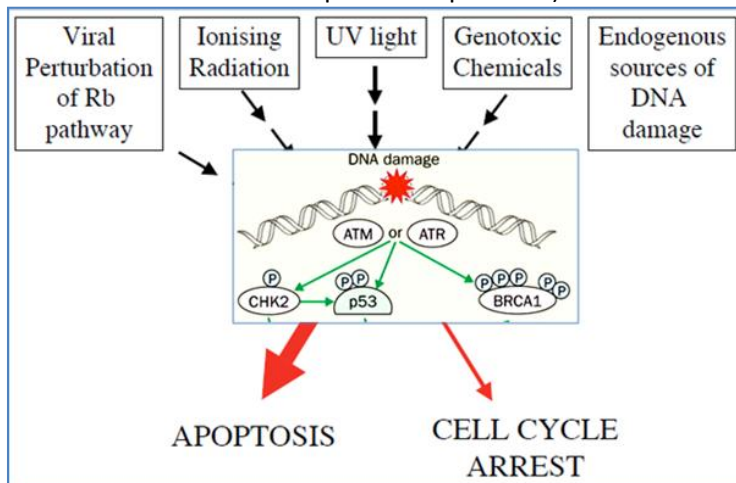 Viral
Perturbation
of Rb
pathway
Ionising
Radiation
UV light
Genotoxic
Chemicals
Endogenous
sources of
DNA
damage
DNA damage
ATM or ATR
P
P P
P P P P
P P
CHK2
p53
BRCA1
APOPTOSIS
CELL CYCLE
ARREST